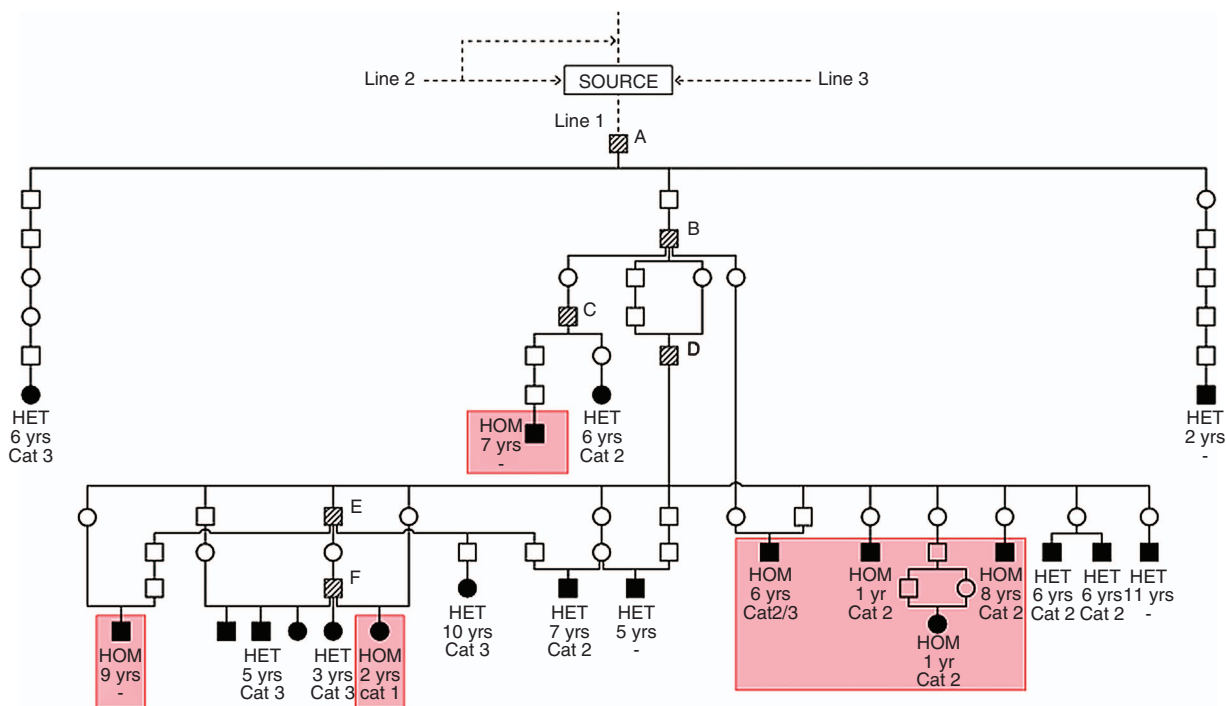 Line 2
SOURCE
Line 3
Line 1
A
B
C
D
HET
6 yrs
Cat 3
HOM
7 yrs
-
HET
6 yrs
Cat 2
HET
2 yrs
-
E
F
HOM
9 yrs
-
HET
5 yrs
Cat 3
HET
3 yrs
Cat 3
HOM
2 yrs
cat 1
HET
10 yrs
Cat 3
HET
7 yrs
Cat 2
HET
5 yrs
-
HOM
6 yrs
Cat2/3
HOM
1 yr
Cat 2
HOM
1 yr
Cat 2
HOM
8 yrs
Cat 2
HET
6 yrs
Cat 2
HET
6 yrs
Cat 2
HET
11 yrs
-